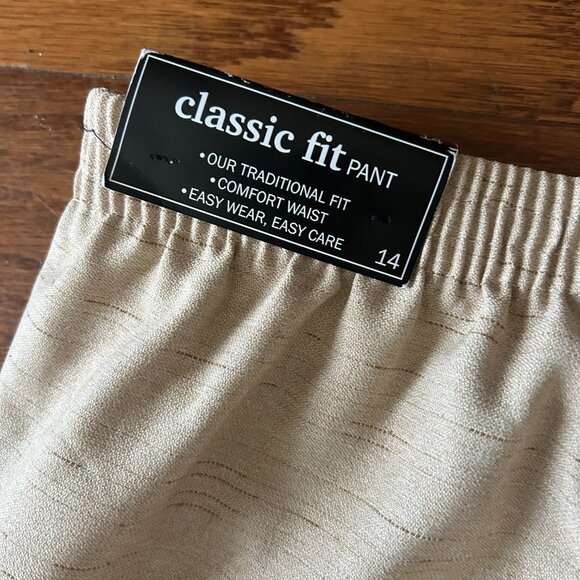 classic fit PANT
•OUR TRADITIONAL FIT
•COMFORT WAIST
•EASY WEAR, EASY CARE
14